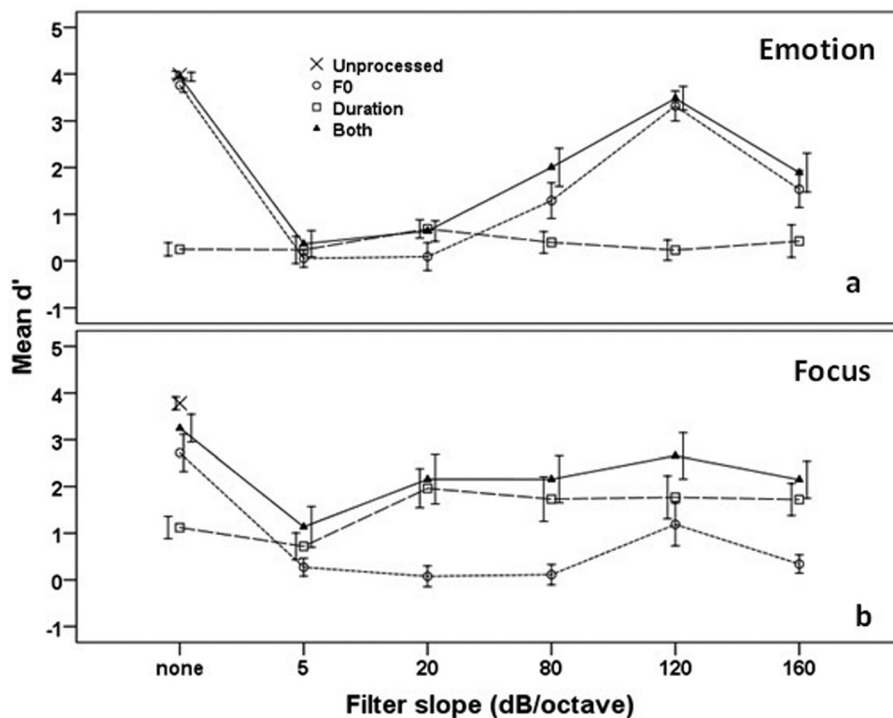 5
4
3
2
1
0
-1
Emotion
Unprocessed
F0
Duration
Both
a
Mean d'
5
4
3
2
1
0
-1
Focus
b
none 5 20 80 120 160
Filter slope (dB/octave)